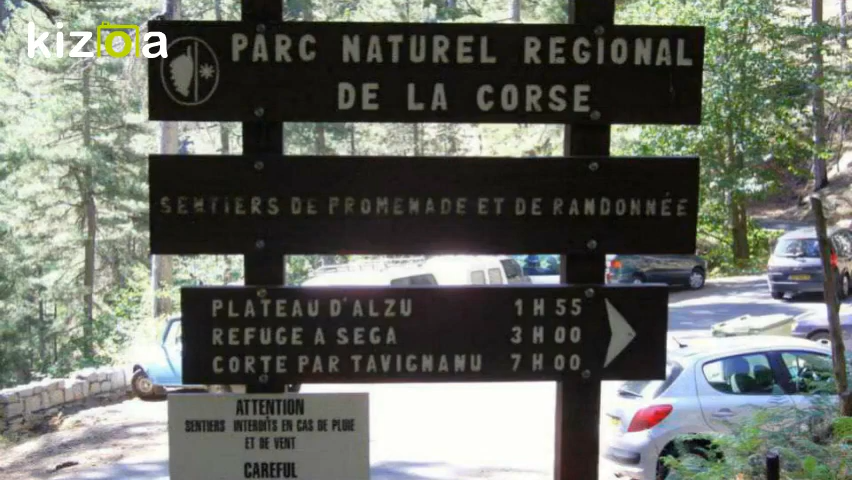 kizoa
PARC NATUREL REGIONAL
DE LA CORSE
SENTIERS DE PROMENADE ET DE RANDONNÉE
PLATEAU D'ALZU 1 H 55
REFUGE A SEGA 3 H 00
CORTE PAR TAVIGNANU 7 H 00
ATTENTION
SENTIERS INTERDITS EN CAS DE PLUIE
ET DE VENT
CAREFUL